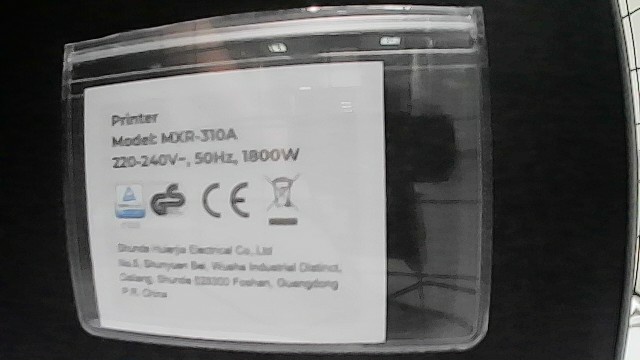 Printer
Model: MXR-310A
220-240V~, 50Hz, 1800W
CE
Shunde Huanjia Electrical Co., Ltd
No.5, Shunyuan Bei, Wusha Industrial District,
Daliang, Shunde 528300 Foshan, Guangdong
P.R. China